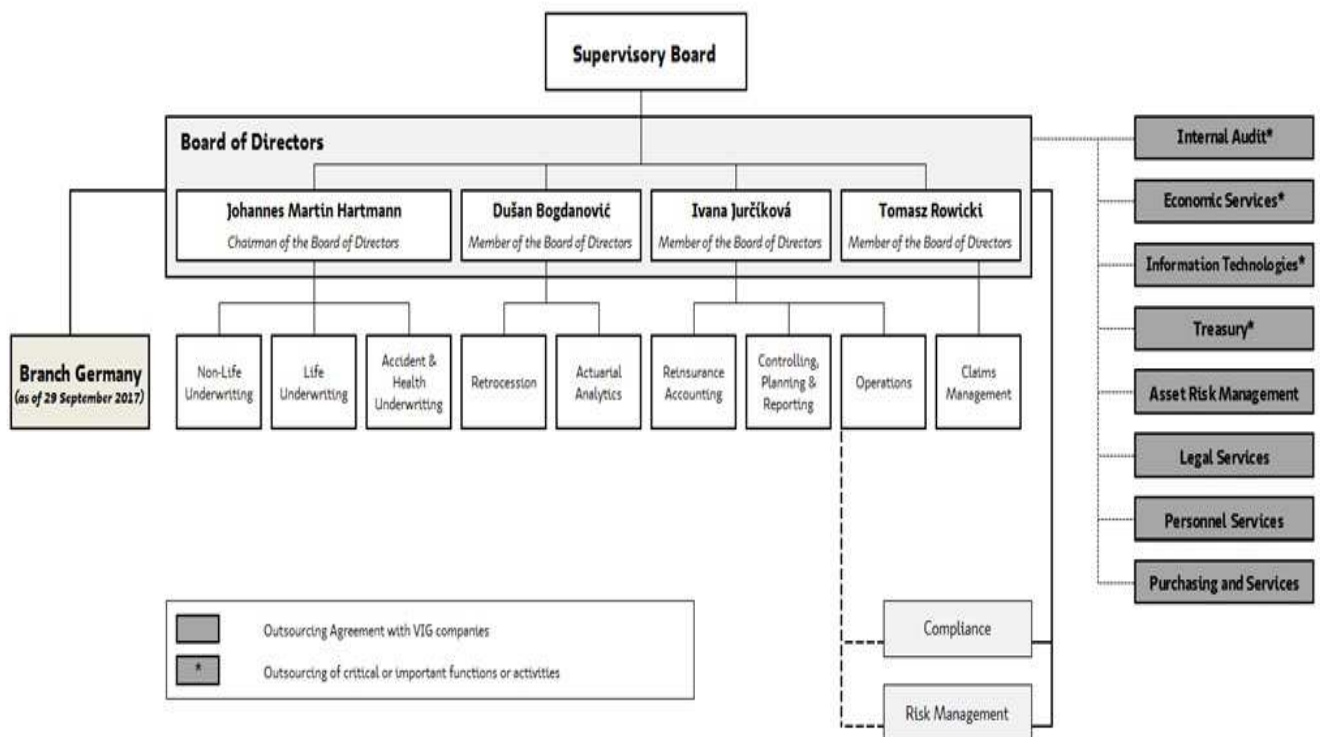 Supervisory Board
Board of Directors
Johannes Martin Hartmann
Chairman of the Board of Directors
Dušan Bogdanović
Member of the Board of Directors
Ivana Jurčíková
Member of the Board of Directors
Tomasz Rowicki
Member of the Board of Directors
Branch Germany
(as of 29 September 2017)
Non-Life
Underwriting
Life
Underwriting
Accident &
Health
Underwriting
Retrocession
Actuarial
Analytics
Reinsurance
Accounting
Controlling,
Planning &
Reporting
Operations
Claims
Management
Internal Audit*
Economic Services*
Information Technologies*
Treasury*
Asset Risk Management
Legal Services
Personnel Services
Purchasing and Services
Compliance
Risk Management
Outsourcing Agreement with VIG companies
* Outsourcing of critical or important functions or activities